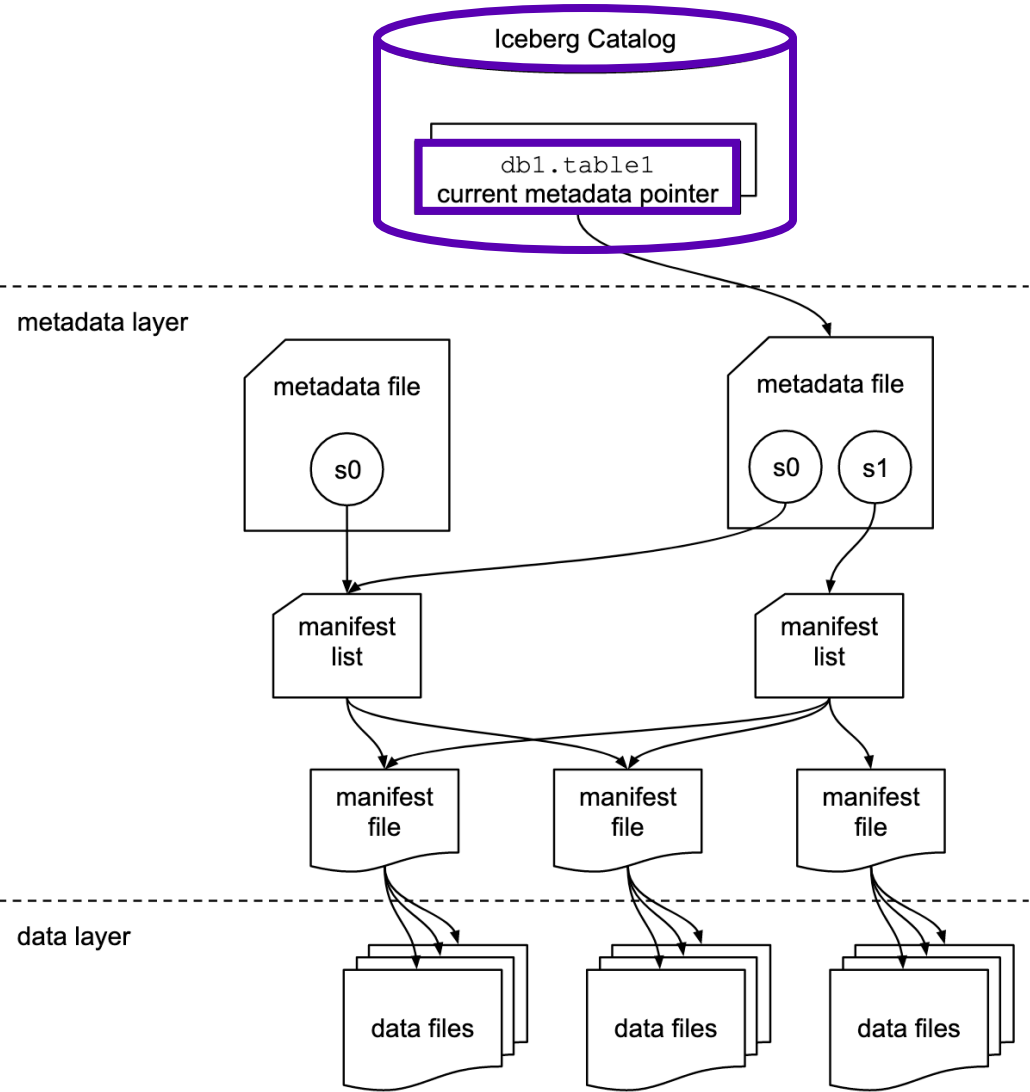 Iceberg Catalog
db1.table1
current metadata pointer
metadata layer
metadata file
metadata file
s0
s0
s1
manifest
list
manifest
list
manifest
file
manifest
file
manifest
file
data layer
data files
data files
data files